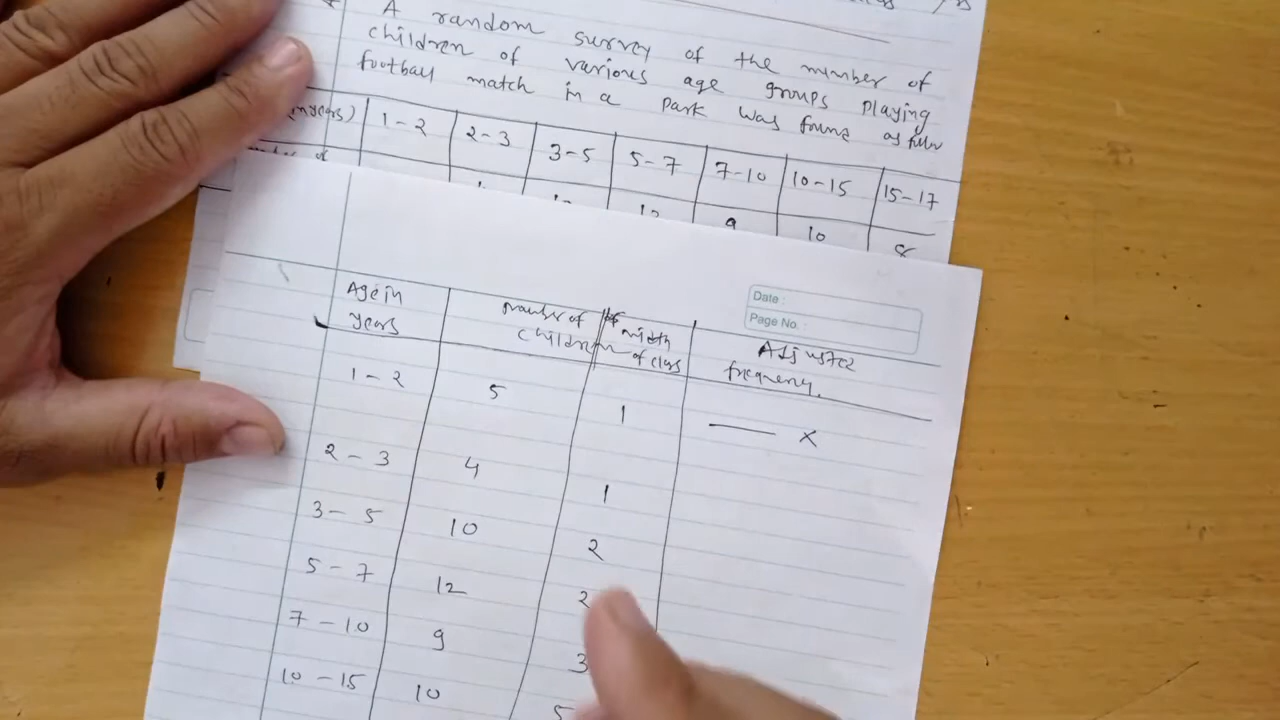 A random survey of the number of
children of various age groups playing
football match in a park was found as
1-2 2-3 3-5 5-7 7-10 10-15 15-17
12 9 10 8
Date :
Page No. :
Age in years number of children width of class Adjusted frequency.
1-2 5 1 — x
2-3 4 1
3-5 10 2
5-7 12 2
7-10 9 3
10-15 10 5